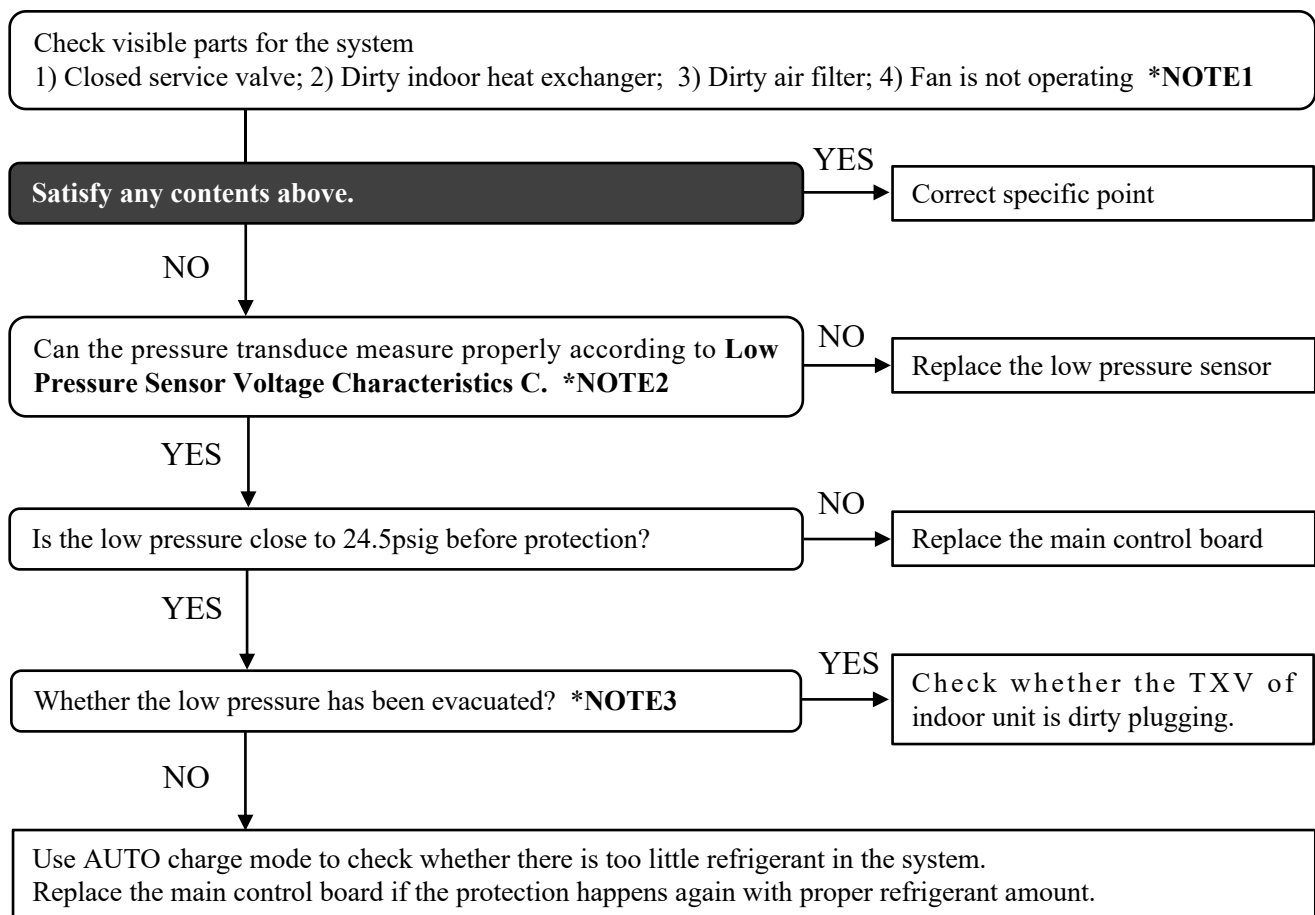 Check visible parts for the system
1) Closed service valve; 2) Dirty indoor heat exchanger; 3) Dirty air filter; 4) Fan is not operating *NOTE1
Satisfy any contents above.
YES
Correct specific point
NO
Can the pressure transduce measure properly according to Low
Pressure Sensor Voltage Characteristics C. *NOTE2
NO
Replace the low pressure sensor
YES
Is the low pressure close to 24.5psig before protection?
NO
Replace the main control board
YES
Whether the low pressure has been evacuated? *NOTE3
YES
Check whether the TXV of
indoor unit is dirty plugging.
NO
Use AUTO charge mode to check whether there is too little refrigerant in the system.
Replace the main control board if the protection happens again with proper refrigerant amount.